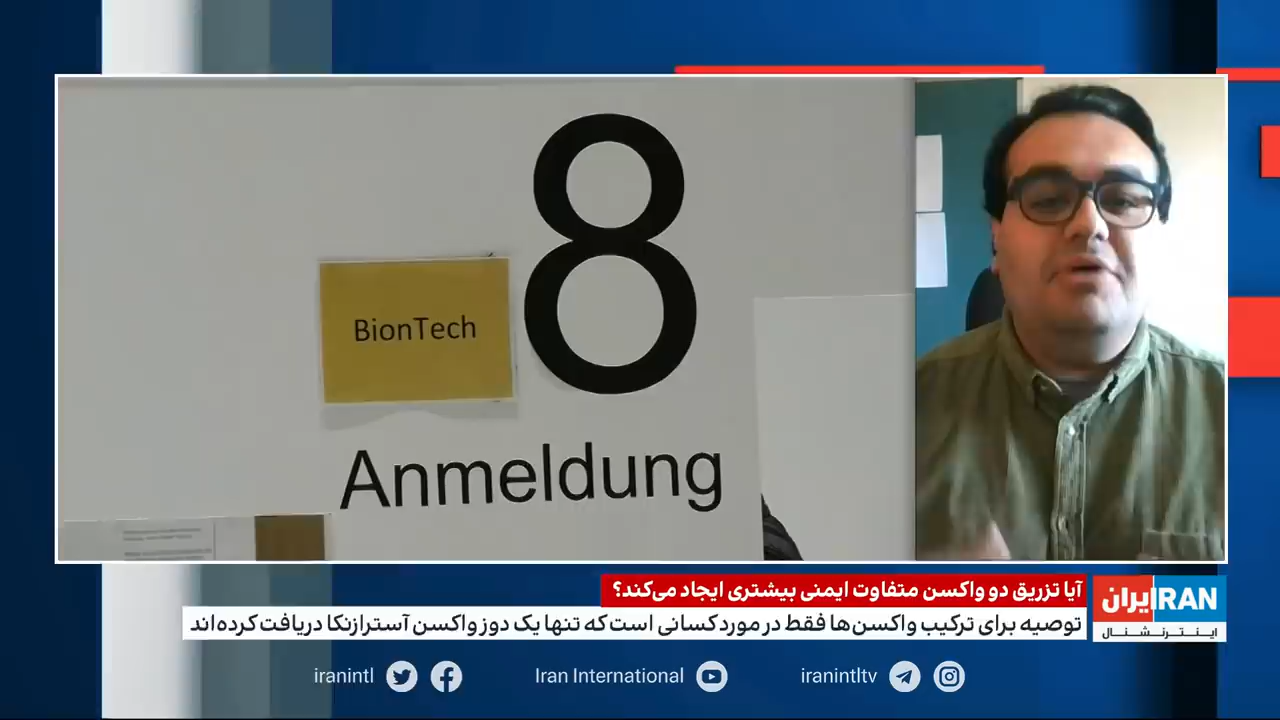 8
BionTech
Anmeldung
آیا تزریق دو واکسن متفاوت ایمنی بیشتری ایجاد می‌کند؟
توصیه برای ترکیب واکسن‌ها فقط در مورد کسانی است که تنها یک دوز واکسن آسترازنکا دریافت کرده‌اند
IRAN ایران
اینترنشنال
iranintl
Iran International
iranintltv